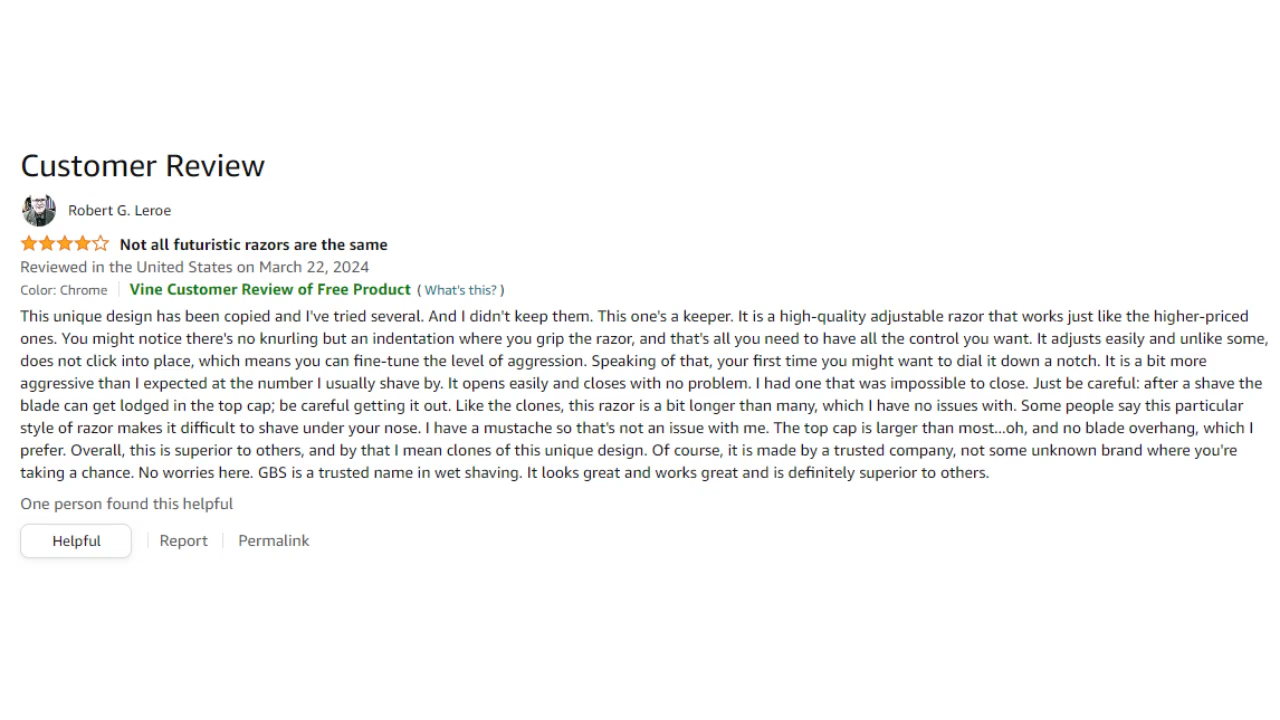 Customer Review
Robert G. Leroe
Not all futuristic razors are the same
Reviewed in the United States on March 22, 2024
Color: Chrome | Vine Customer Review of Free Product ( What's this? )
This unique design has been copied and I've tried several. And I didn't keep them. This one's a keeper. It is a high-quality adjustable razor that works just like the higher-priced
ones. You might notice there's no knurling but an indentation where you grip the razor, and that's all you need to have all the control you want. It adjusts easily and unlike some,
does not click into place, which means you can fine-tune the level of aggression. Speaking of that, your first time you might want to dial it down a notch. It is a bit more
aggressive than I expected at the number I usually shave by. It opens easily and closes with no problem. I had one that was impossible to close. Just be careful: after a shave the
blade can get lodged in the top cap; be careful getting it out. Like the clones, this razor is a bit longer than many, which I have no issues with. Some people say this particular
style of razor makes it difficult to shave under your nose. I have a mustache so that's not an issue with me. The top cap is larger than most...oh, and no blade overhang, which I
prefer. Overall, this is superior to others, and by that I mean clones of this unique design. Of course, it is made by a trusted company, not some unknown brand where you're
taking a chance. No worries here. GBS is a trusted name in wet shaving. It looks great and works great and is definitely superior to others.
One person found this helpful
Helpful | Report | Permalink